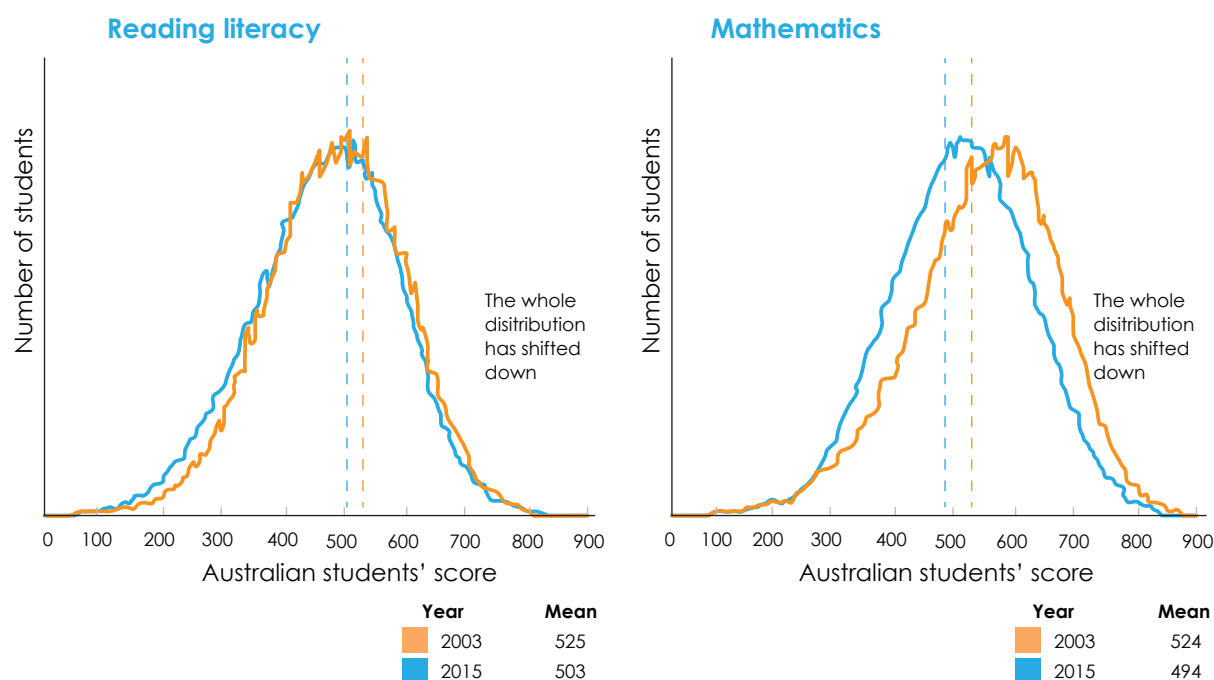 Reading literacy
Number of students
The whole
disitribution
has shifted
down
0 100 200 300 400 500 600 700 800 900
Australian students’ score
Year Mean
2003 525
2015 503
Mathematics
Number of students
The whole
disitribution
has shifted
down
0 100 200 300 400 500 600 700 800 900
Australian students’ score
Year Mean
2003 524
2015 494